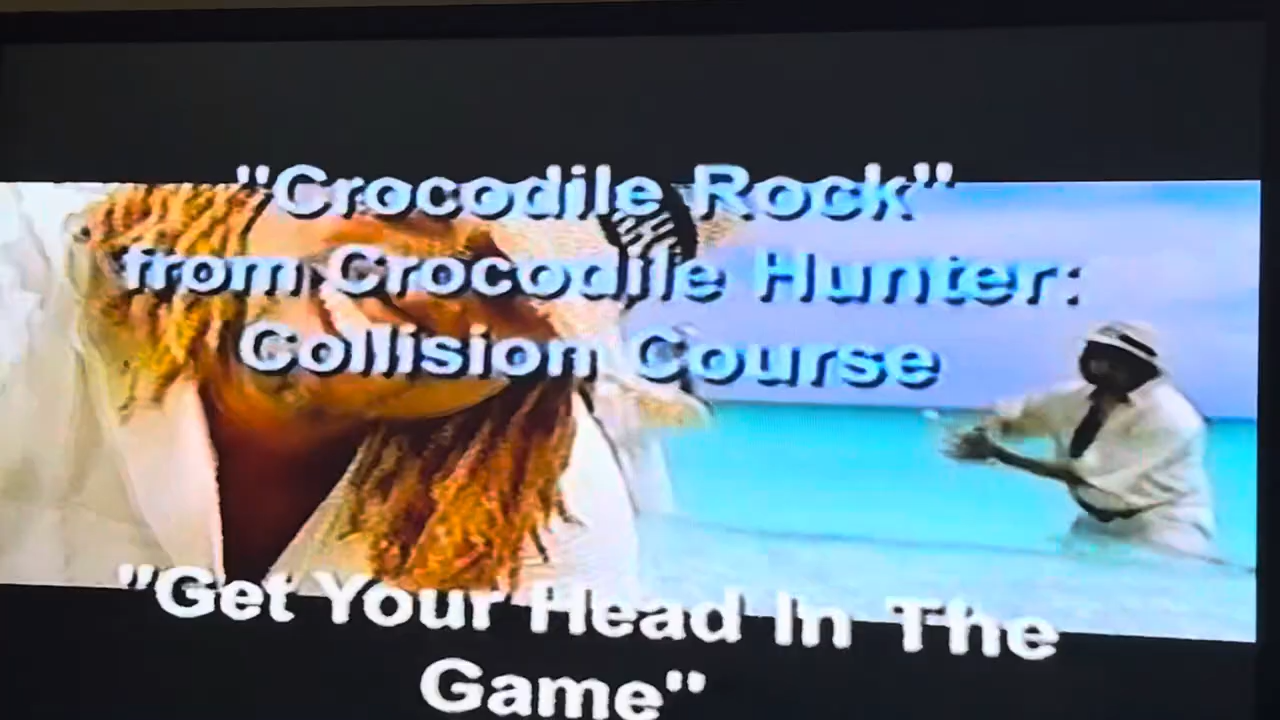 "Crocodile Rock"
from Crocodile Hunter:
Collision Course
"Get Your Head In The
Game"